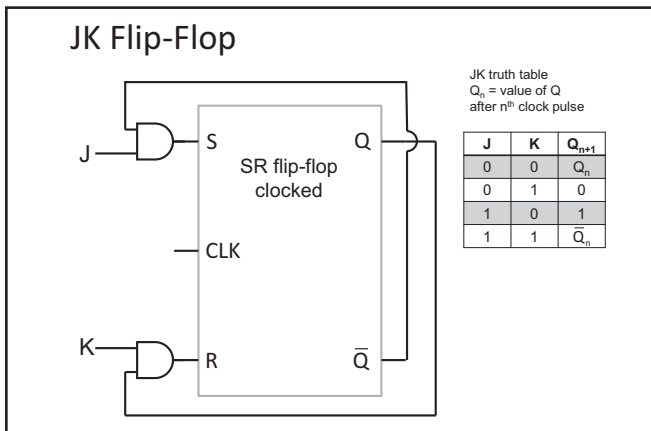 JK Flip-Flop
JK truth table
Qₙ = value of Q
after nᵗʰ clock pulse
J K Qₙ₊₁
0 0 Qₙ
0 1 0
1 0 1
1 1 Q̅ₙ
J
S
Q
SR flip-flop
clocked
CLK
K
R
Q̅